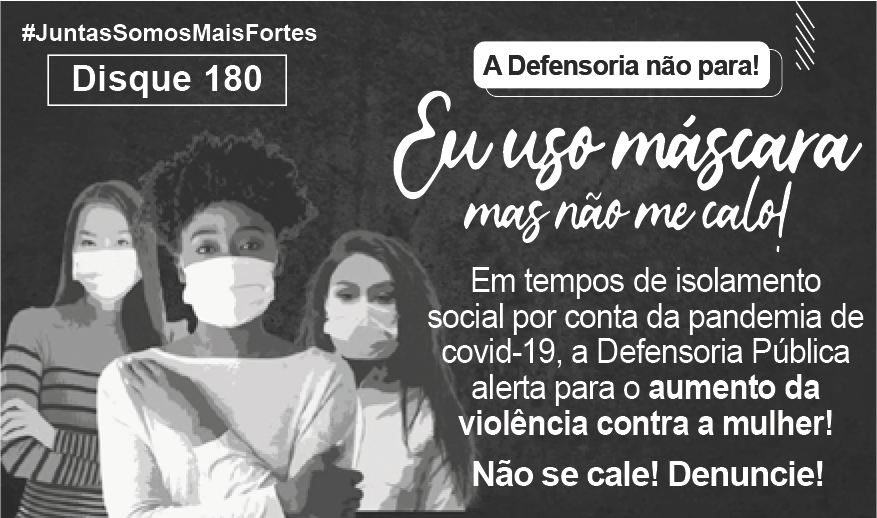 #JuntasSomosMaisFortes
Disque 180
A Defensoria não para!
Eu uso máscara
mas não me calo!
Em tempos de isolamento
social por conta da pandemia de
covid-19, a Defensoria Pública
alerta para o aumento da
violência contra a mulher!
Não se cale! Denuncie!